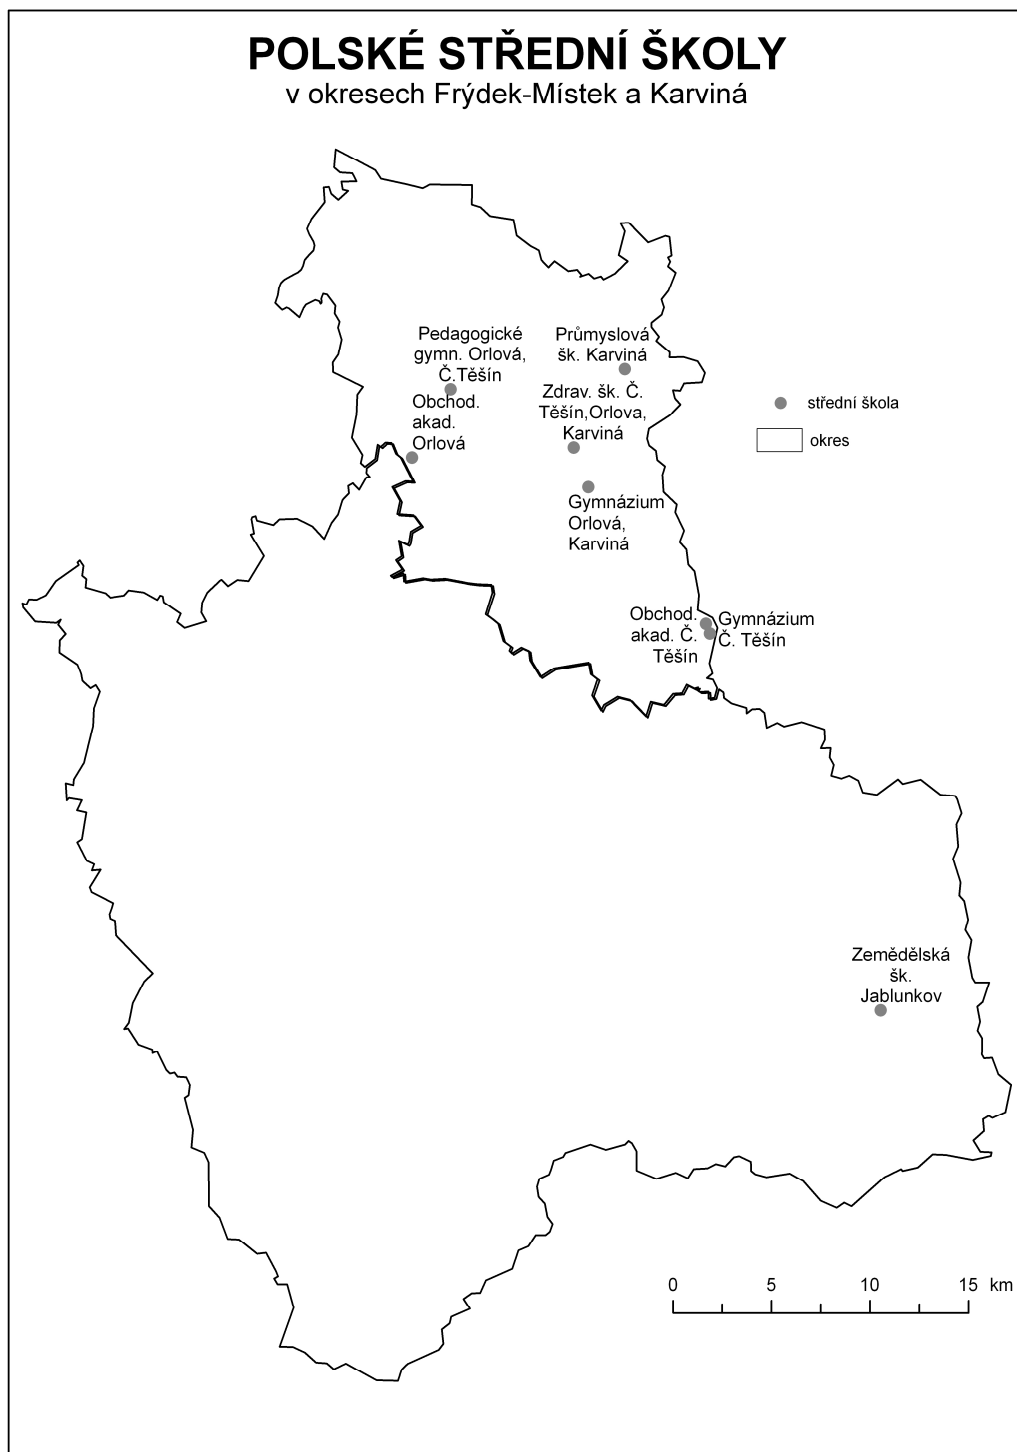 POLSKÉ STŘEDNÍ ŠKOLY
v okresech Frýdek-Místek a Karviná
Pedagogické
gymn. Orlová,
Č.Těšín
Průmyslová
šk. Karviná
Obchod.
akad.
Orlová
Zdrav. šk. Č.
Těšín,Orlova,
Karviná
střední škola
okres
Gymnázium
Orlová,
Karviná
Obchod.
akad. Č.
Těšín
Gymnázium
Č. Těšín
Zemědělská
šk.
Jablunkov
0 5 10 15 km